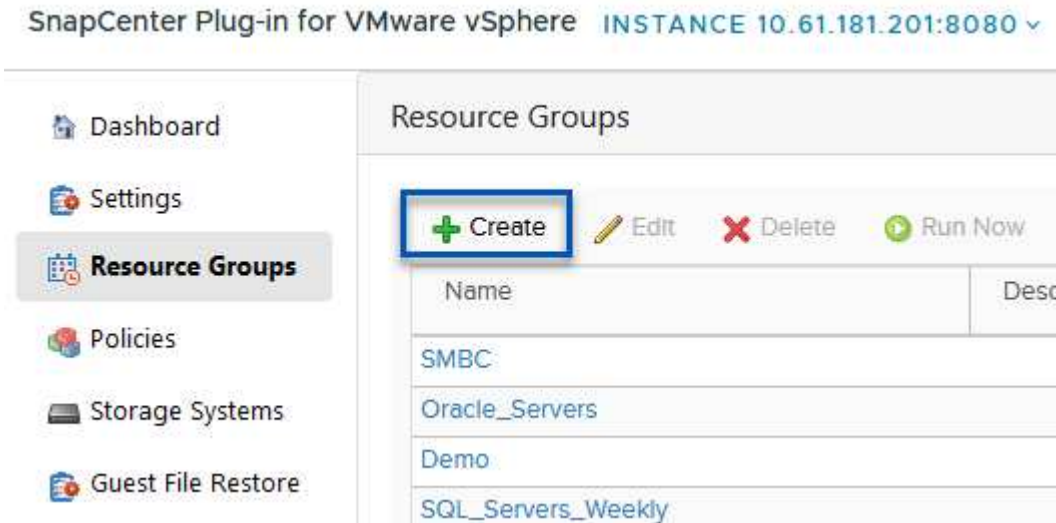 SnapCenter Plug-in for VMware vSphere INSTANCE 10.61.181.201:8080
Dashboard
Settings
Resource Groups
Policies
Storage Systems
Guest File Restore
Resource Groups
Create Edit Delete Run Now
Name Desc
SMBC
Oracle_Servers
Demo
SQL_Servers_Weekly